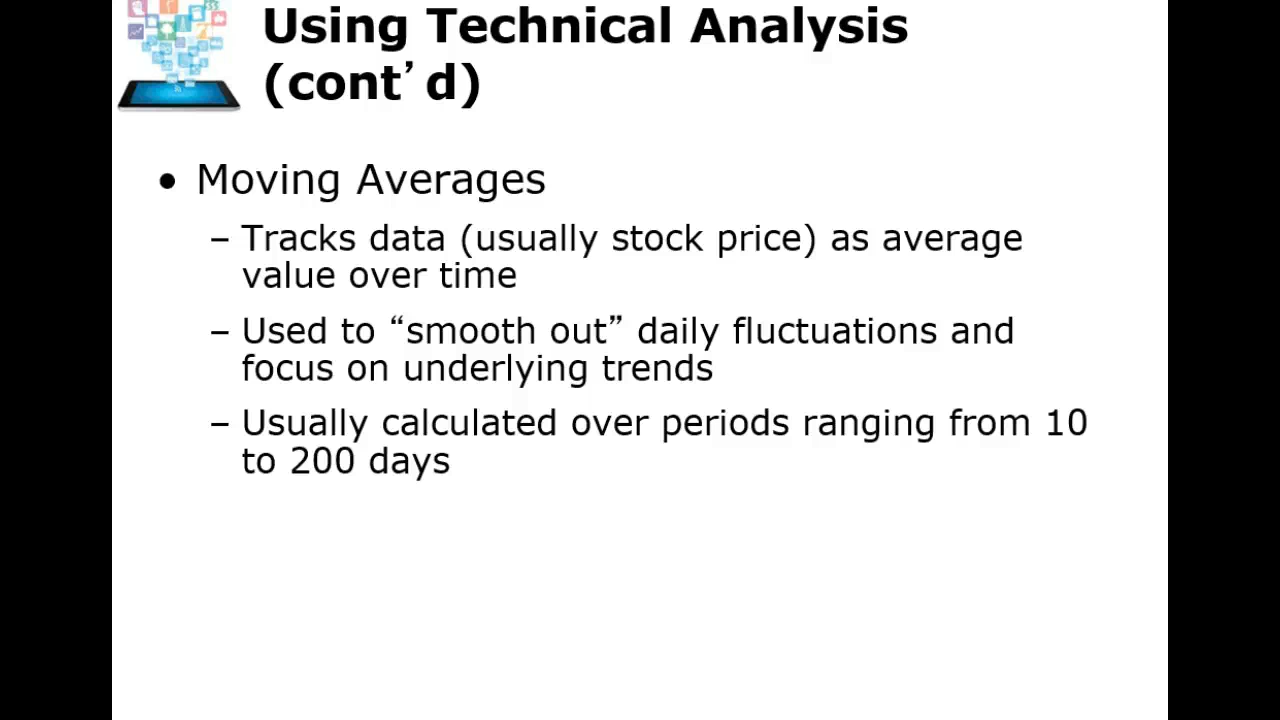 Using Technical Analysis
(cont’d)
• Moving Averages
– Tracks data (usually stock price) as average
value over time
– Used to “smooth out” daily fluctuations and
focus on underlying trends
– Usually calculated over periods ranging from 10
to 200 days